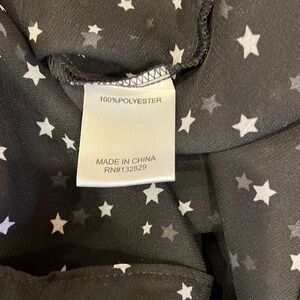 100%POLYESTER
MADE IN CHINA
RN#132829